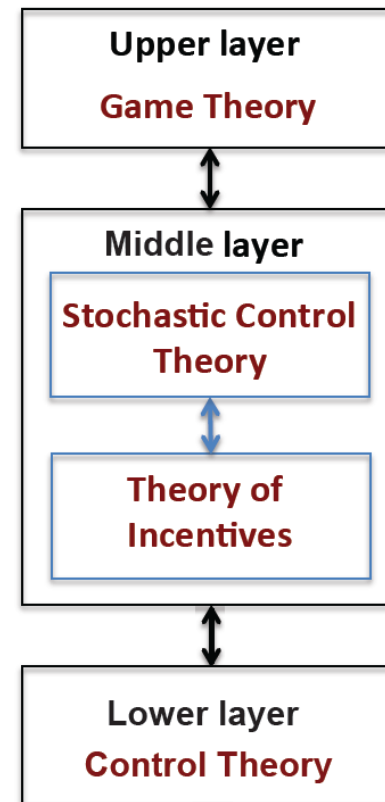 Upper layer
Game Theory
Middle layer
Stochastic Control
Theory
Theory of
Incentives
Lower layer
Control Theory